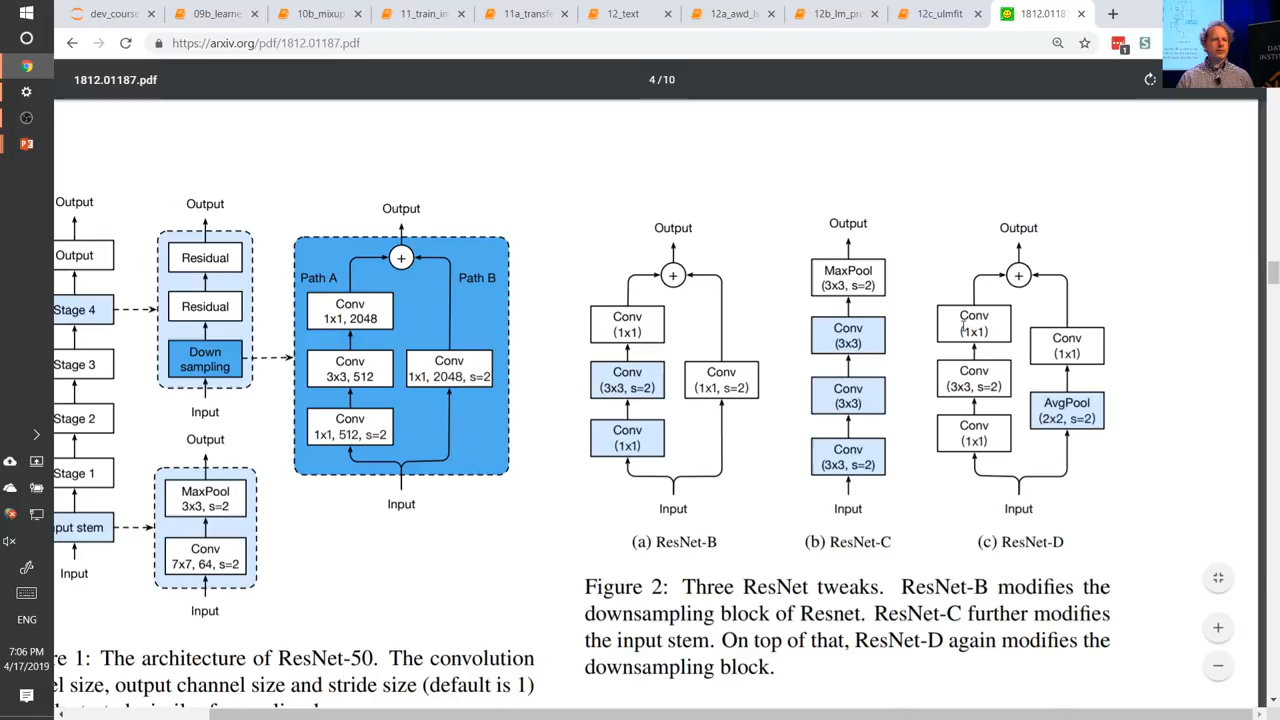 dev_course
09b_learne
10b_mixup
11_train_in
11a_transfe
12_text
12a_awd_ls
12b_lm_pre
12c_ulmfit
1812.01187
https://arxiv.org/pdf/1812.01187.pdf
1
S
DAT
INSTIT
1812.01187.pdf
4 / 10
Output
Output
Stage 4
Stage 3
Stage 2
Stage 1
put stem
Input
Output
Residual
Residual
Down
sampling
Input
Output
MaxPool
3x3, s=2
Conv
7x7, 64, s=2
Input
Output
+
Path A
Path B
Conv
1x1, 2048
Conv
3x3, 512
Conv
1x1, 2048, s=2
Conv
1x1, 512, s=2
Input
Output
+
Conv
(1x1)
Conv
(3x3, s=2)
Conv
(1x1, s=2)
Conv
(1x1)
Input
(a) ResNet-B
Output
MaxPool
(3x3, s=2)
Conv
(3x3)
Conv
(3x3)
Conv
(3x3, s=2)
Input
(b) ResNet-C
Output
+
Conv
(1x1)
Conv
(1x1)
Conv
(3x3, s=2)
AvgPool
(2x2, s=2)
Conv
(1x1)
Input
(c) ResNet-D
Figure 2: Three ResNet tweaks. ResNet-B modifies the
downsampling block of Resnet. ResNet-C further modifies
the input stem. On top of that, ResNet-D again modifies the
downsampling block.
re 1: The architecture of ResNet-50. The convolution
el size, output channel size and stride size (default is 1)
ENG
7:06 PM
4/17/2019